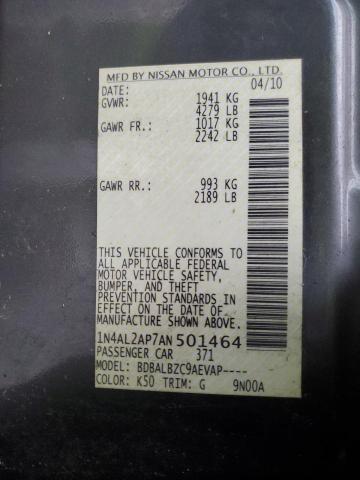 MFD BY NISSAN MOTOR CO., LTD.
DATE: 04/10
GVWR: 1941 KG
4279 LB
GAWR FR.: 1017 KG
2242 LB
GAWR RR.: 993 KG
2189 LB
THIS VEHICLE CONFORMS TO
ALL APPLICABLE FEDERAL
MOTOR VEHICLE SAFETY,
BUMPER, AND THEFT
PREVENTION STANDARDS IN
EFFECT ON THE DATE OF
MANUFACTURE SHOWN ABOVE.
1N4AL2AP7AN501464
PASSENGER CAR 371
MODEL: BDBALBZC9AEVAP----
COLOR: K50 TRIM: G 9N00A